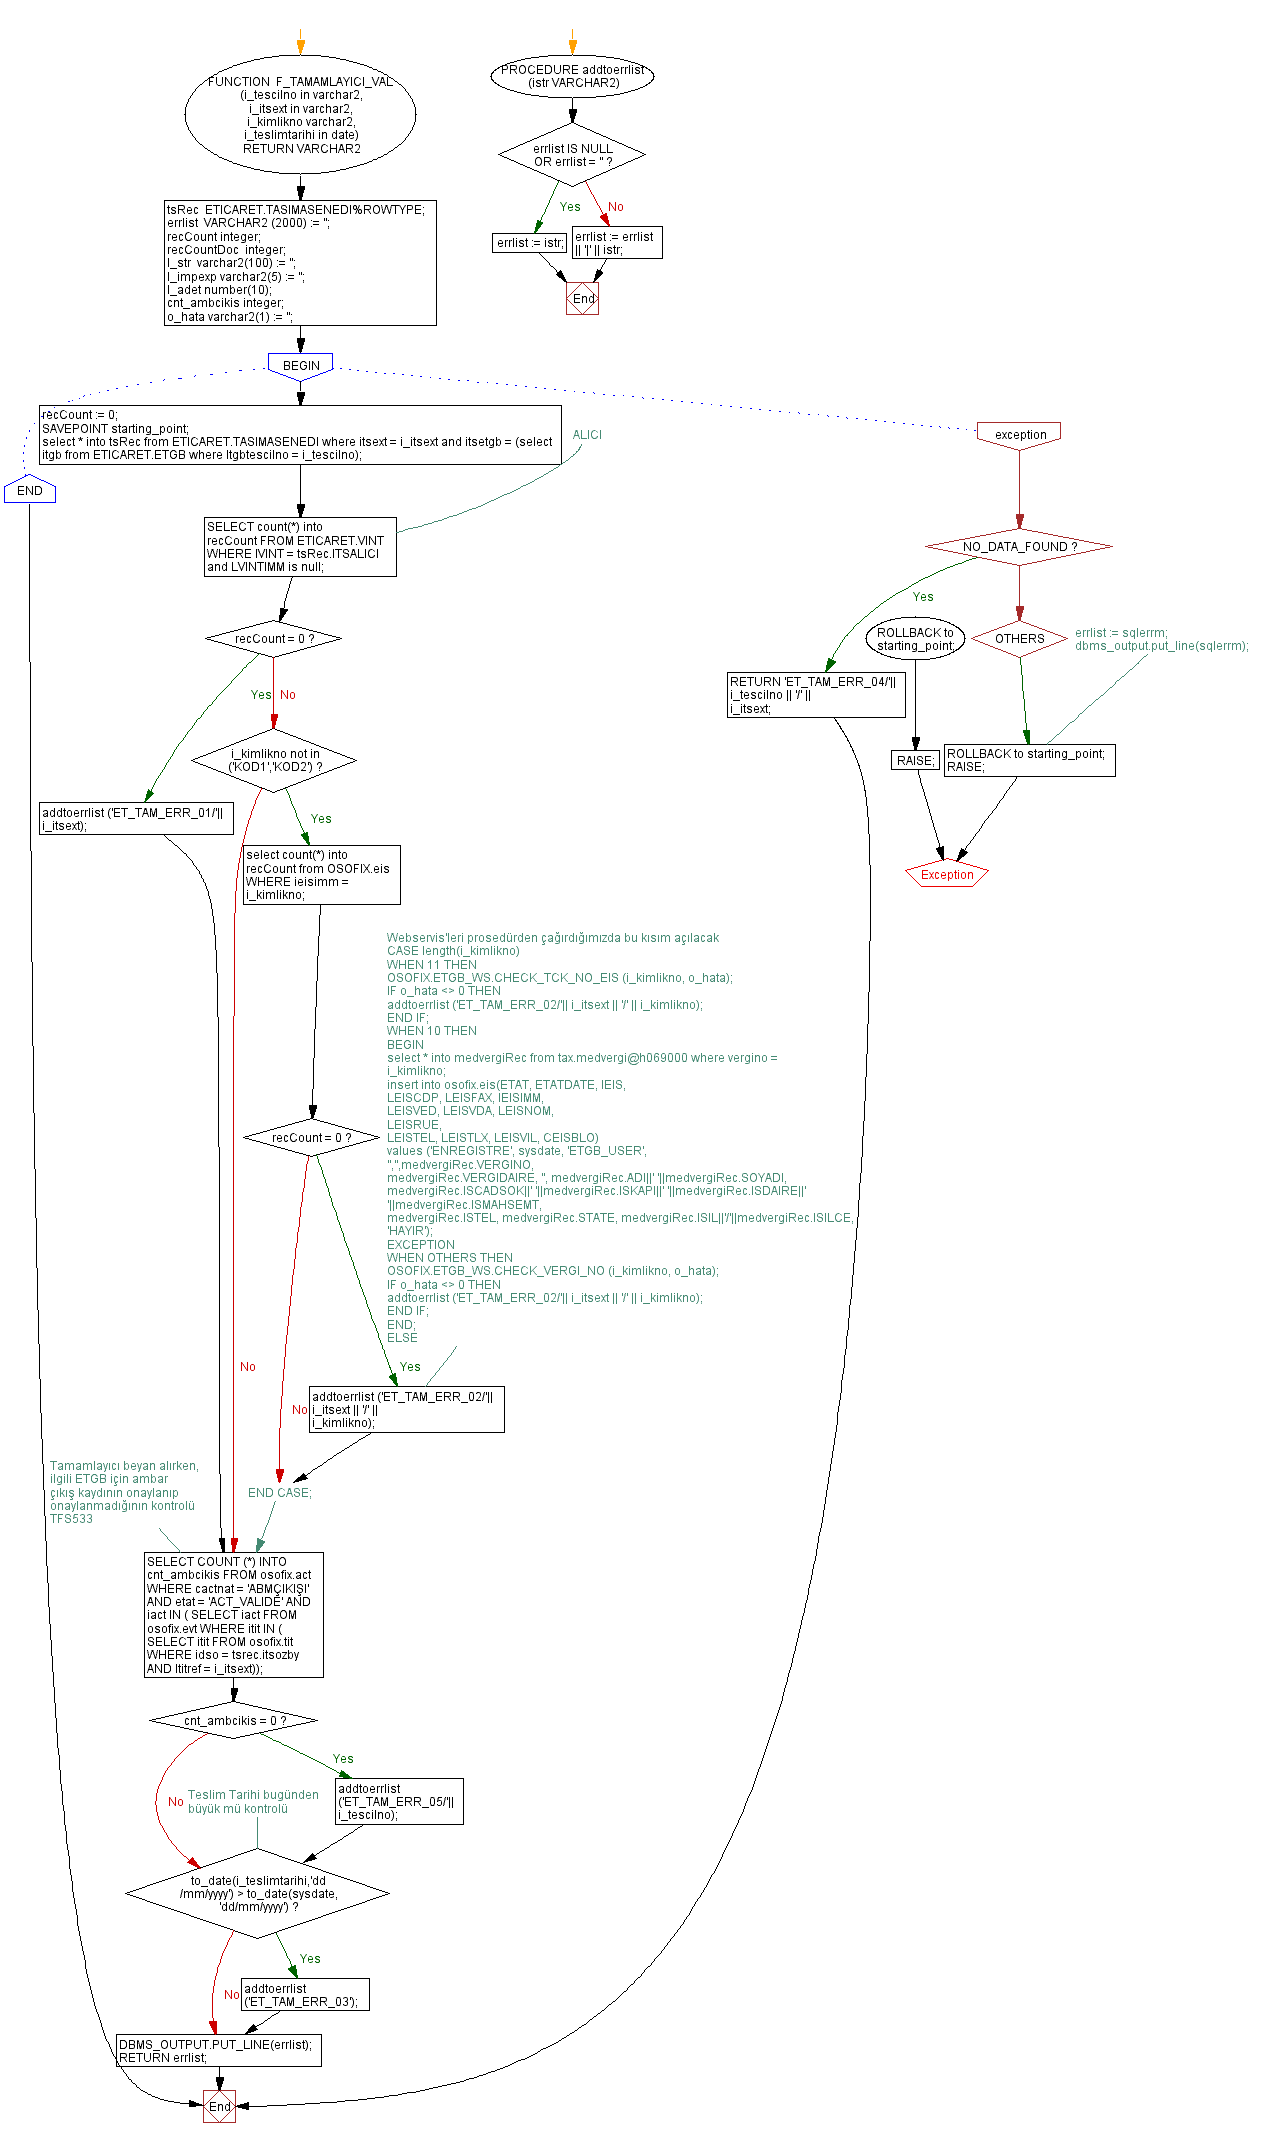 FUNCTION  F_TAMAMLAYICI_VAL
(i_tescilno in varchar2,
i_itsext in varchar2,
i_kimlikno varchar2,
i_teslimtarihi in date)
RETURN VARCHAR2
PROCEDURE addtoerrlist
(istr VARCHAR2)
errlist IS NULL
OR errlist = '' ?
Yes
No
errlist := istr;
errlist := errlist
|| '|' || istr;
End
tsRec  ETICARET.TASIMASENEDI%ROWTYPE;
errlist  VARCHAR2 (2000) := '';
recCount integer;
recCountDoc  integer;
l_str  varchar2(100) := '';
l_impexp varchar2(5) := '';
l_adet number(10);
cnt_ambcikis integer;
o_hata varchar2(1) := '';
BEGIN
recCount := 0;
SAVEPOINT starting_point;
select * into tsRec from ETICARET.TASIMASENEDI where itsext = i_itsext and itsetgb = (select
itgb from ETICARET.ETGB where ltgbtescilno = i_tescilno);
ALICI
exception
END
SELECT count(*) into
recCount FROM ETICARET.VINT
WHERE IVINT = tsRec.ITSALICI
and LVINTIMM is null;
NO_DATA_FOUND ?
Yes
recCount = 0 ?
ROLLBACK to
starting_point;
OTHERS
errlist := sqlerrm;
dbms_output.put_line(sqlerrm);
Yes
No
RETURN 'ET_TAM_ERR_04/'||
i_tescilno || '/' ||
i_itsext;
i_kimlikno not in
('KOD1','KOD2') ?
RAISE;
ROLLBACK to starting_point;
RAISE;
addtoerrlist ('ET_TAM_ERR_01/'||
i_itsext);
Yes
select count(*) into
recCount from OSOFIX.eis
WHERE ieisimm =
i_kimlikno;
Exception
Webservis'leri prosedürden çağırdığımızda bu kısım açılacak
CASE length(i_kimlikno)
WHEN 11 THEN
OSOFIX.ETGB_WS.CHECK_TCK_NO_EIS (i_kimlikno, o_hata);
IF o_hata <> 0 THEN
addtoerrlist ('ET_TAM_ERR_02/'|| i_itsext || '/' || i_kimlikno);
END IF;
WHEN 10 THEN
BEGIN
select * into medvergiRec from tax.medvergi@h069000 where vergino =
i_kimlikno;
insert into osofix.eis(ETAT, ETATDATE, IEIS,
LEISCDP, LEISFAX, IEISIMM,
LEISVED, LEISVDA, LEISNOM,
LEISRUE,
LEISTEL, LEISTLX, LEISVIL, CEISBLO)
values ('ENREGISTRE', sysdate, 'ETGB_USER',
'','',medvergiRec.VERGINO,
medvergiRec.VERGIDAIRE, '', medvergiRec.ADI||' '||medvergiRec.SOYADI,
medvergiRec.ISCADSOK||' '||medvergiRec.ISKAPI||' '||medvergiRec.ISDAIRE||'
'||medvergiRec.ISMAHSEMT,
medvergiRec.ISTEL, medvergiRec.STATE, medvergiRec.ISIL||'/'||medvergiRec.ISILCE,
'HAYIR');
EXCEPTION
WHEN OTHERS THEN
OSOFIX.ETGB_WS.CHECK_VERGI_NO (i_kimlikno, o_hata);
IF o_hata <> 0 THEN
addtoerrlist ('ET_TAM_ERR_02/'|| i_itsext || '/' || i_kimlikno);
END IF;
END;
ELSE
recCount = 0 ?
No
Yes
No
addtoerrlist ('ET_TAM_ERR_02/'||
i_itsext || '/' ||
i_kimlikno);
Tamamlayıcı beyan alırken,
ilgili ETGB için ambar
çıkış kaydının onaylanıp
onaylanmadığının kontrolü
TFS533
END CASE;
SELECT COUNT (*) INTO
cnt_ambcikis FROM osofix.act
WHERE cactnat = 'ABMÇIKIŞI'
AND etat = 'ACT_VALIDE' AND
iact IN ( SELECT iact FROM
osofix.evt WHERE itit IN (
SELECT itit FROM osofix.tit
WHERE idso = tsrec.itsozby
AND ltitref = i_itsext));
cnt_ambcikis = 0 ?
Yes
No
Teslim Tarihi bugünden
büyük mü kontrolü
addtoerrlist
('ET_TAM_ERR_05/'||
i_tescilno);
to_date(i_teslimtarihi,'dd
/mm/yyyy') > to_date(sysdate,
'dd/mm/yyyy') ?
Yes
No
addtoerrlist
('ET_TAM_ERR_03');
DBMS_OUTPUT.PUT_LINE(errlist);
RETURN errlist;
End